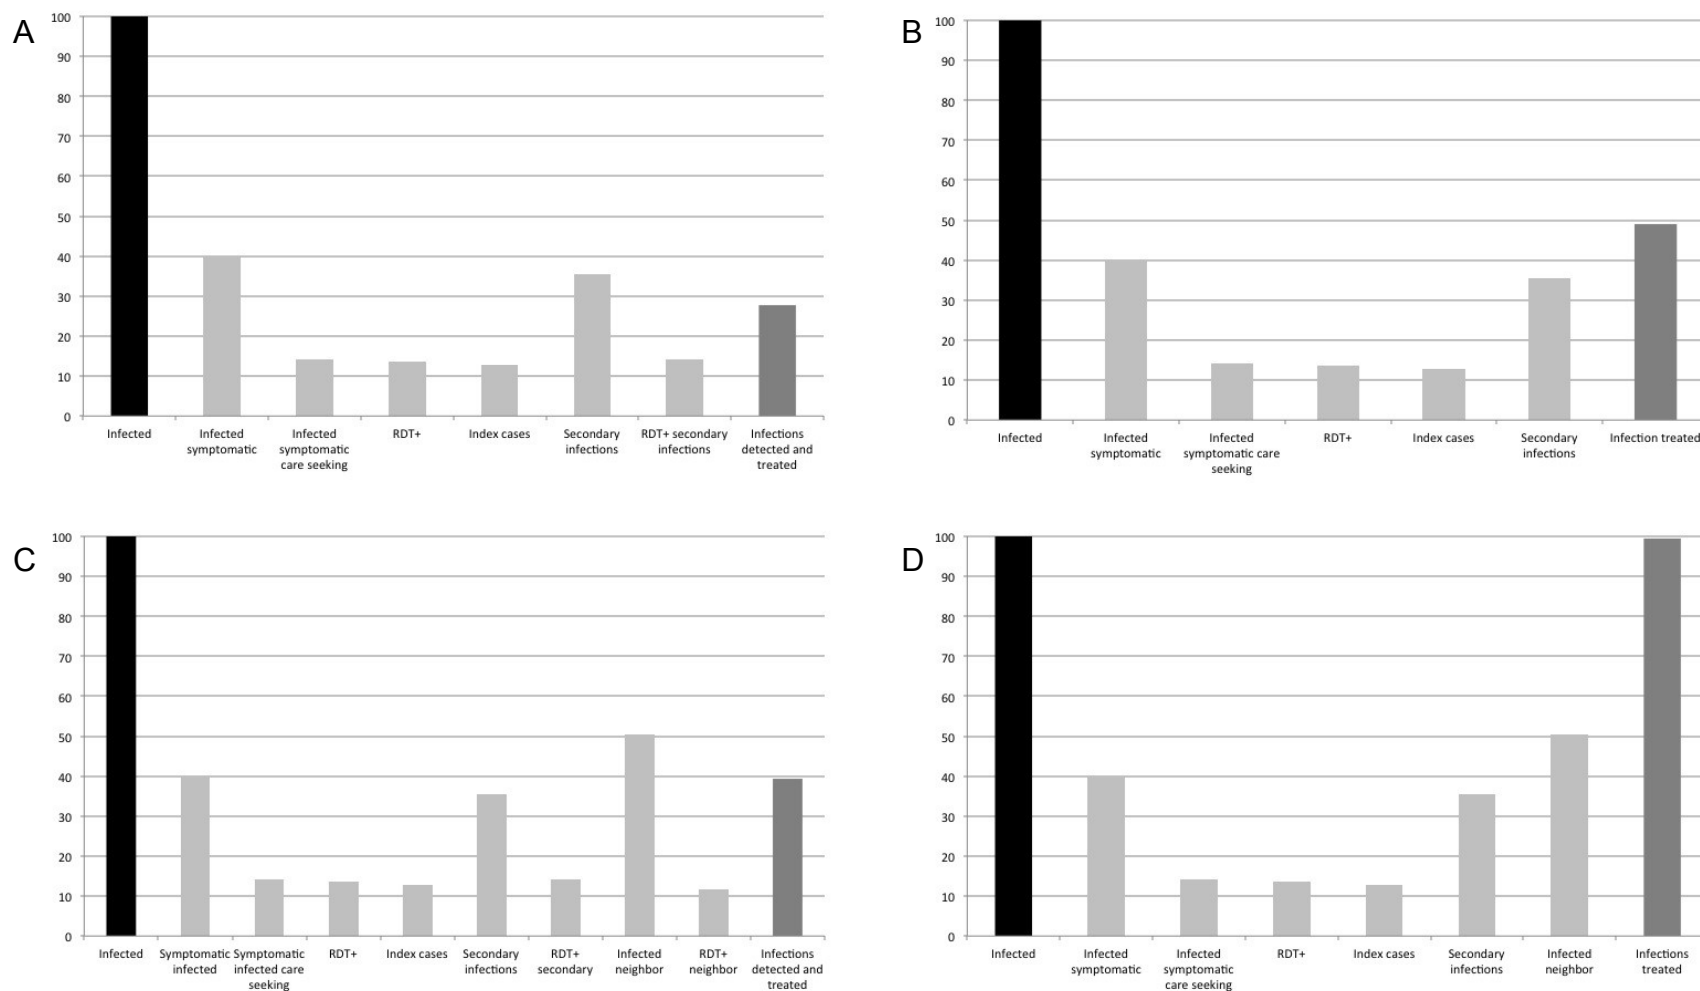 A
100
90
80
70
60
50
40
30
20
10
0
Infected
Infected
symptomatic
Infected
symptomatic
care seeking
RDT+
Index cases
Secondary
infections
RDT+ secondary
infections
Infections
detected and
treated
B
100
90
80
70
60
50
40
30
20
10
0
Infected
Infected
symptomatic
Infected
symptomatic care
seeking
RDT+
Index cases
Secondary
infections
Infection treated
C
100
90
80
70
60
50
40
30
20
10
0
Infected
Symptomatic
infected
Symptomatic
infected care
seeking
RDT+
Index cases
Secondary
infections
RDT+
secondary
Infected
neighbor
RDT+
neighbor
Infections
detected and
treated
D
100
90
80
70
60
50
40
30
20
10
0
Infected
Infected
symptomatic
Infected
symptomatic
care seeking
RDT+
Index cases
Secondary
infections
Infected
neighbor
Infections
treated